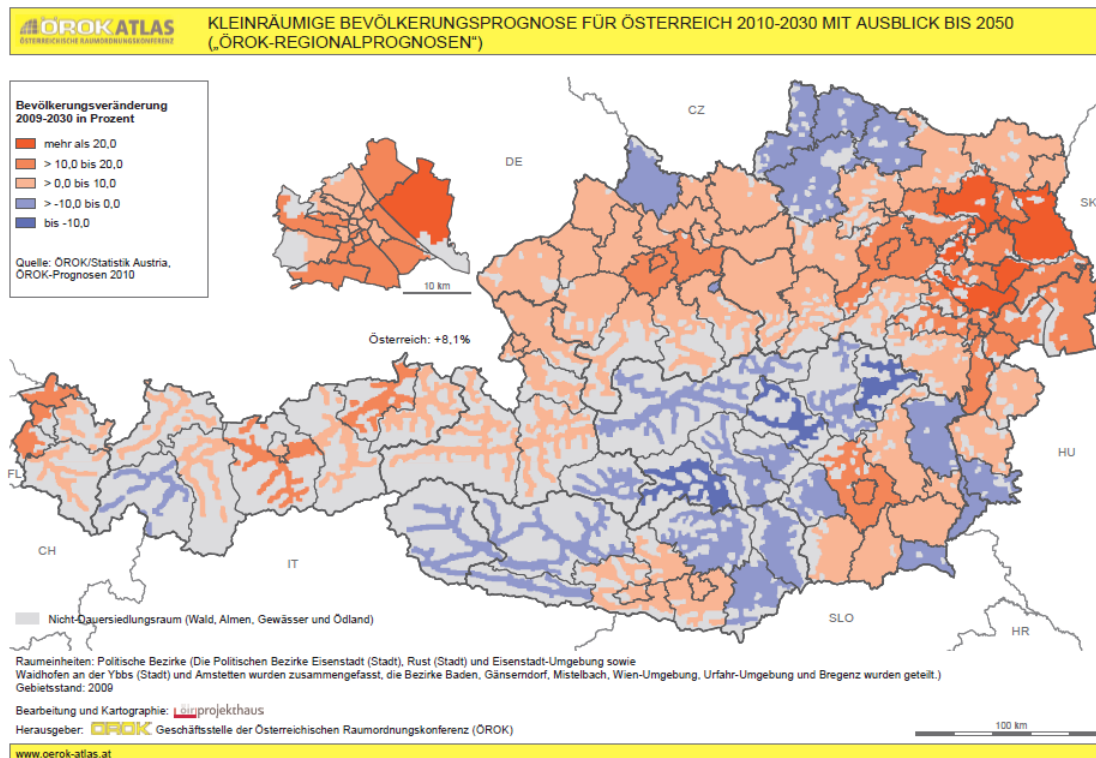 ÖROK ATLAS
ÖSTERREICHISCHE RAUMORDNUNGSKONFERENZ
KLEINRÄUMIGE BEVÖLKERUNGSPROGNOSE FÜR ÖSTERREICH 2010-2030 MIT AUSBLICK BIS 2050
(„ÖROK-REGIONALPROGNOSEN“)
Bevölkerungsveränderung
2009-2030 in Prozent
mehr als 20,0
> 10,0 bis 20,0
> 0,0 bis 10,0
> -10,0 bis 0,0
bis -10,0
Quelle: ÖROK/Statistik Austria,
ÖROK-Prognosen 2010
CZ
DE
SK
10 km
Österreich: +8,1%
FL
HU
CH
IT
SLO
HR
Nicht-Dauersiedlungsraum (Wald, Almen, Gewässer und Ödland)
Raumeinheiten: Politische Bezirke (Die Politischen Bezirke Eisenstadt (Stadt), Rust (Stadt) und Eisenstadt-Umgebung sowie
Waidhofen an der Ybbs (Stadt) und Amstetten wurden zusammengefasst, die Bezirke Baden, Gänserndorf, Mistelbach, Wien-Umgebung, Urfahr-Umgebung und Bregenz wurden geteilt.)
Gebietsstand: 2009
Bearbeitung und Kartographie: projekthaus
100 km
Herausgeber: ÖROK Geschäftsstelle der Österreichischen Raumordnungskonferenz (ÖROK)
www.oerok-atlas.at